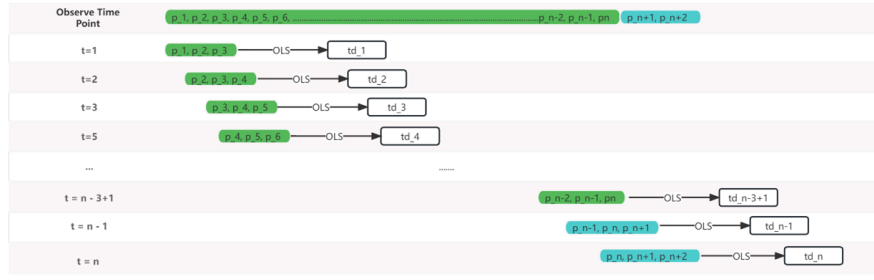 Observe Time Point
p_1, p_2, p_3, p_4, p_5, p_6, ........................................................................................p_n-2, p_n-1, pn
p_n+1, p_n+2
t=1
p_1, p_2, p_3
OLS
td_1
t=2
p_2, p_3, p_4
OLS
td_2
t=3
p_3, p_4, p_5
OLS
td_3
t=5
p_4, p_5, p_6
OLS
td_4
...
.......
t = n - 3+1
p_n-2, p_n-1, pn
OLS
td_n-3+1
t = n - 1
p_n-1, p_n, p_n+1
OLS
td_n-1
t = n
p_n, p_n+1, p_n+2
OLS
td_n